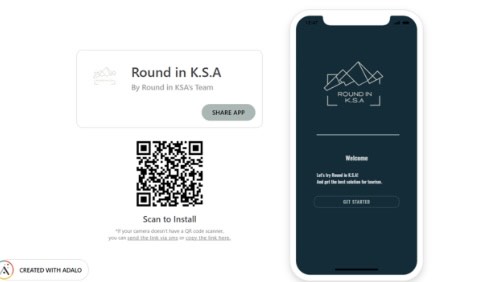 Round in K.S.A
By Round in KSA's Team
SHARE APP
Scan to Install
*If your camera doesn't have a QR code scanner,
you can send the link via sms or copy the link here.
CREATED WITH ADALO
ROUND IN
K.S.A
Welcome
Let's try Round in K.S.A!
And get the best solution for tourism.
GET STARTED